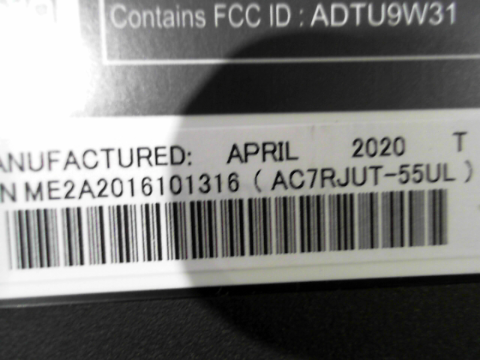 Contains FCC ID : ADTU9W31
ANUFACTURED: APRIL 2020 T
N ME2A2016101316 ( AC7RJUT-55UL )